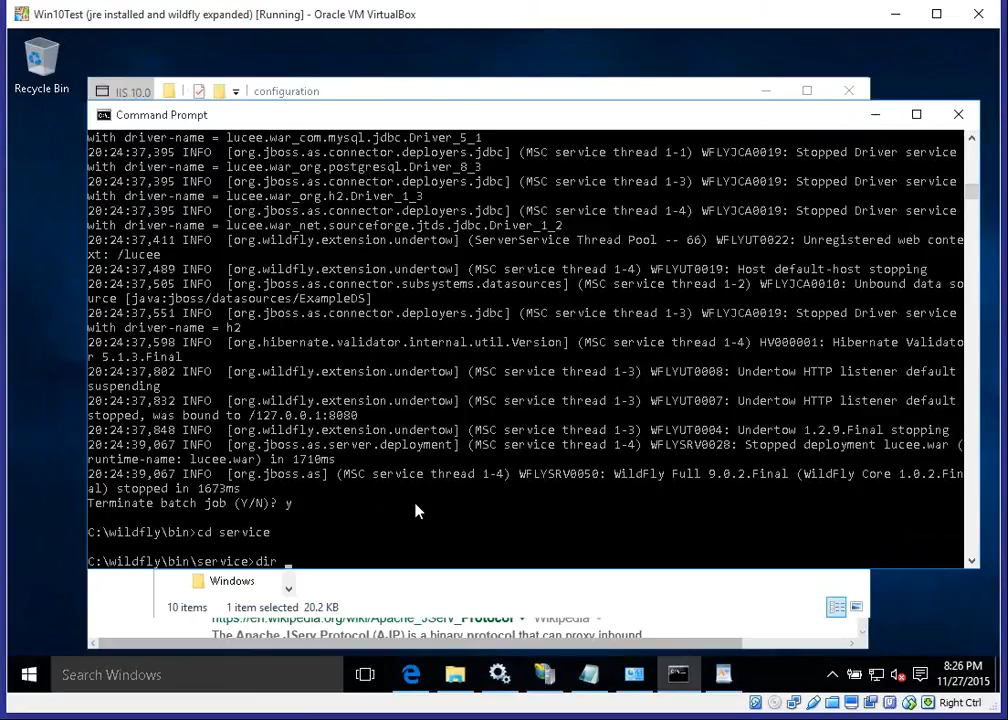 Win10Test (jre installed and wildfly expanded) [Running] - Oracle VM VirtualBox
Recycle Bin
IIS 10.0
configuration
Command Prompt
with driver-name = lucee.war_com.mysql.jdbc.Driver_5_1
20:24:37,395 INFO  [org.jboss.as.connector.deployers.jdbc] (MSC service thread 1-1) WFLYJCA0019: Stopped Driver service
with driver-name = lucee.war_org.postgresql.Driver_8_3
20:24:37,395 INFO  [org.jboss.as.connector.deployers.jdbc] (MSC service thread 1-3) WFLYJCA0019: Stopped Driver service
with driver-name = lucee.war_org.h2.Driver_1_3
20:24:37,395 INFO  [org.jboss.as.connector.deployers.jdbc] (MSC service thread 1-4) WFLYJCA0019: Stopped Driver service
with driver-name = lucee.war_net.sourceforge.jtds.jdbc.Driver_1_2
20:24:37,411 INFO  [org.wildfly.extension.undertow] (ServerService Thread Pool -- 66) WFLYUT0022: Unregistered web conte
xt: /lucee
20:24:37,489 INFO  [org.wildfly.extension.undertow] (MSC service thread 1-4) WFLYUT0019: Host default-host stopping
20:24:37,505 INFO  [org.jboss.as.connector.subsystems.datasources] (MSC service thread 1-2) WFLYJCA0010: Unbound data so
urce [java:jboss/datasources/ExampleDS]
20:24:37,551 INFO  [org.jboss.as.connector.deployers.jdbc] (MSC service thread 1-3) WFLYJCA0019: Stopped Driver service
with driver-name = h2
20:24:37,598 INFO  [org.hibernate.validator.internal.util.Version] (MSC service thread 1-4) HV000001: Hibernate Validato
r 5.1.3.Final
20:24:37,802 INFO  [org.wildfly.extension.undertow] (MSC service thread 1-3) WFLYUT0008: Undertow HTTP listener default
suspending
20:24:37,832 INFO  [org.wildfly.extension.undertow] (MSC service thread 1-3) WFLYUT0007: Undertow HTTP listener default
stopped, was bound to /127.0.0.1:8080
20:24:37,848 INFO  [org.wildfly.extension.undertow] (MSC service thread 1-3) WFLYUT0004: Undertow 1.2.9.Final stopping
20:24:39,067 INFO  [org.jboss.as.server.deployment] (MSC service thread 1-4) WFLYSRV0028: Stopped deployment lucee.war (
runtime-name: lucee.war) in 1710ms
20:24:39,067 INFO  [org.jboss.as] (MSC service thread 1-4) WFLYSRV0050: WildFly Full 9.0.2.Final (WildFly Core 1.0.2.Fin
al) stopped in 1673ms
Terminate batch job (Y/N)? y
C:\wildfly\bin>cd service
C:\wildfly\bin\service>dir
Windows
10 items 1 item selected 20.2 KB
https://en.wikipedia.org/wiki/Apache_JServ_Protocol Wikipedia
The Apache JServ Protocol (AJP) is a binary protocol that can proxy inbound
Search Windows
8:26 PM
11/27/2015
Right Ctrl